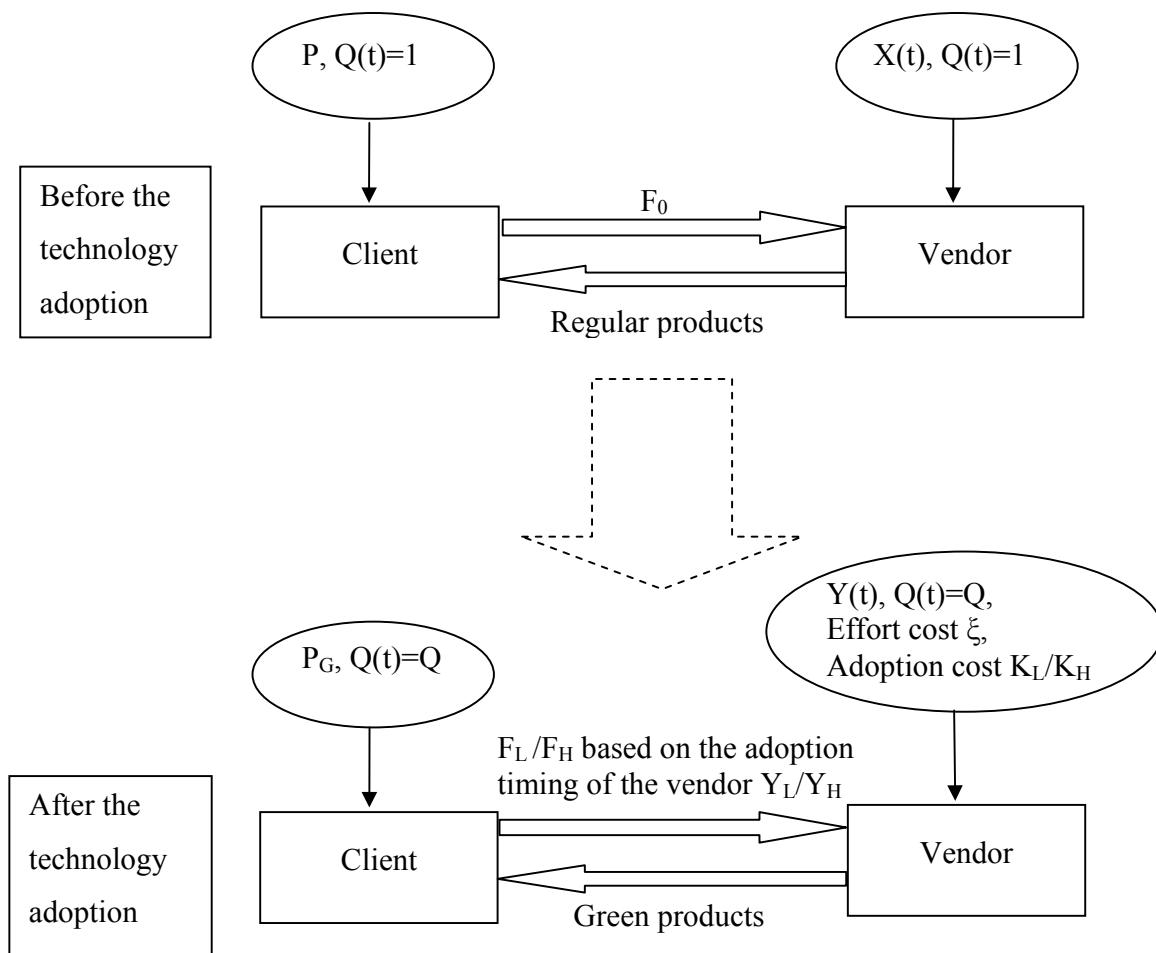 P, Q(t)=1
X(t), Q(t)=1
Before the
technology
adoption
Client
F₀
Vendor
Regular products
Y(t), Q(t)=Q,
Effort cost ξ,
Adoption cost K_L/K_H
P_G, Q(t)=Q
F_L /F_H based on the adoption
timing of the vendor Y_L/Y_H
After the
technology
adoption
Client
Vendor
Green products